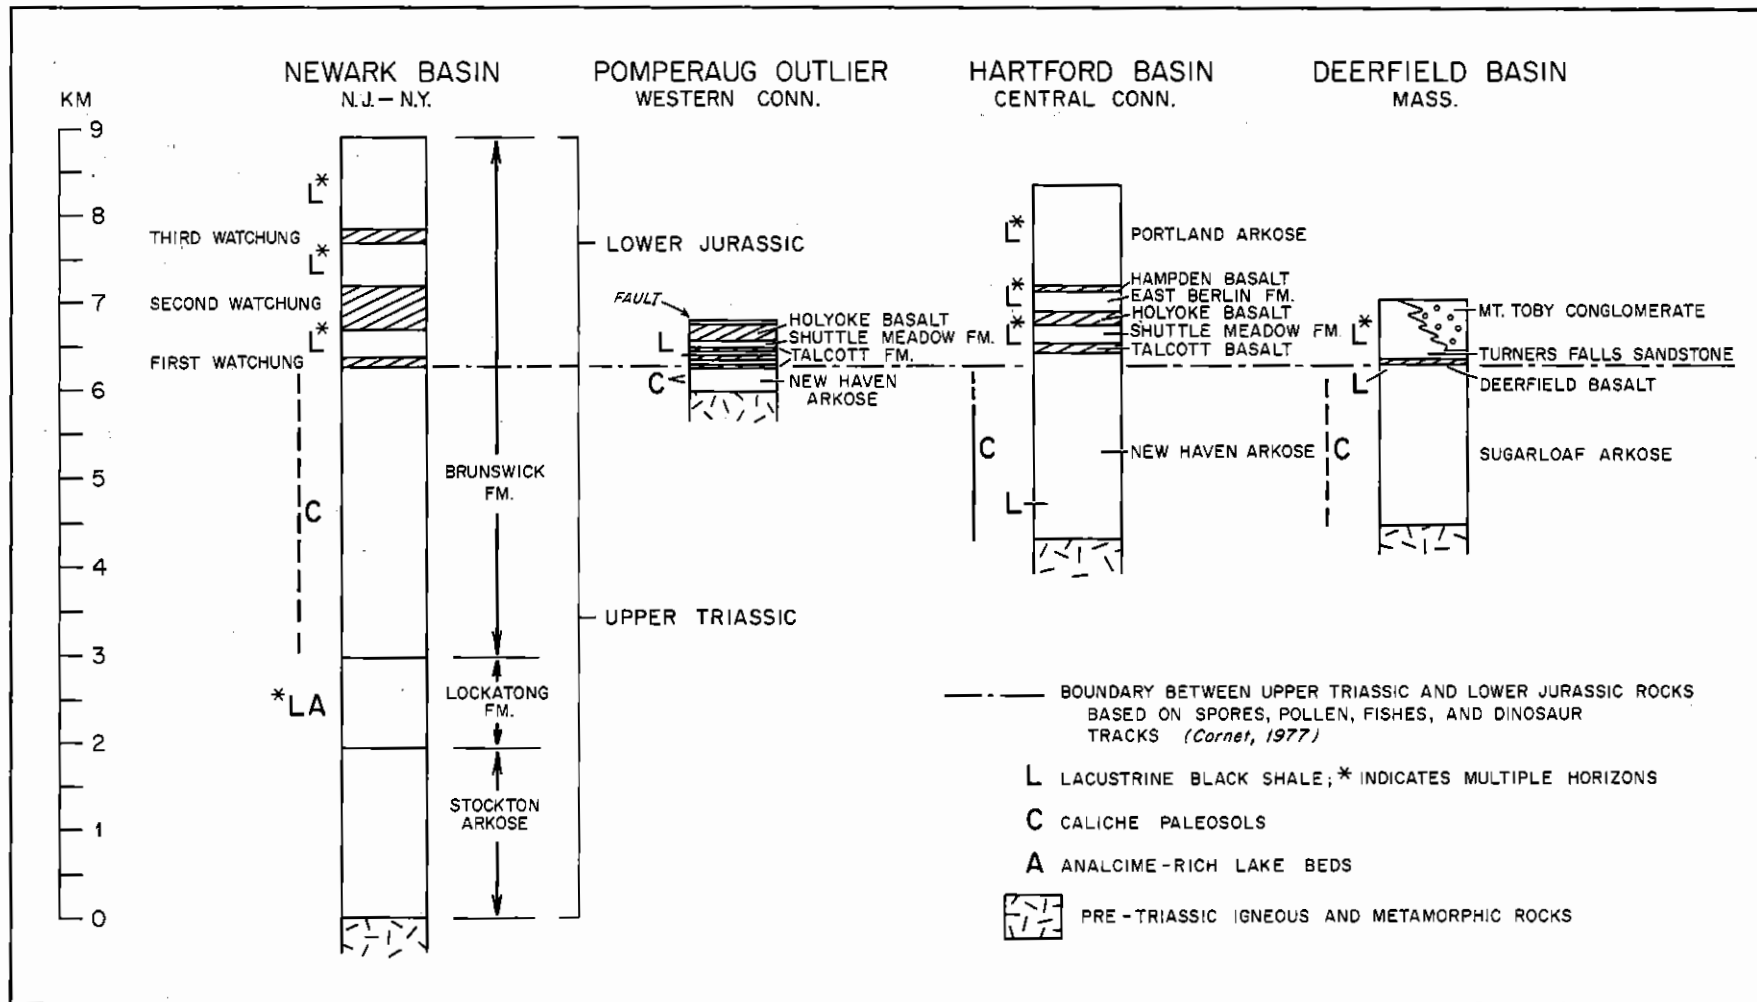 NEWARK BASIN
N.J.—N.Y.
POMPERAUG OUTLIER
WESTERN CONN.
HARTFORD BASIN
CENTRAL CONN.
DEERFIELD BASIN
MASS.
KM
9
8
7
6
5
4
3
2
1
0
L*
THIRD WATCHUNG
L*
SECOND WATCHUNG
L*
FIRST WATCHUNG
C
*LA
BRUNSWICK
FM.
LOCKATONG
FM.
STOCKTON
ARKOSE
LOWER JURASSIC
UPPER TRIASSIC
FAULT
L
C
HOLYOKE BASALT
SHUTTLE MEADOW FM.
TALCOTT FM.
NEW HAVEN
ARKOSE
L*
L*
L*
C
L
PORTLAND ARKOSE
HAMPDEN BASALT
EAST BERLIN FM.
HOLYOKE BASALT
SHUTTLE MEADOW FM.
TALCOTT BASALT
NEW HAVEN ARKOSE
L*
L
C
MT. TOBY CONGLOMERATE
TURNERS FALLS SANDSTONE
DEERFIELD BASALT
SUGARLOAF ARKOSE
BOUNDARY BETWEEN UPPER TRIASSIC AND LOWER JURASSIC ROCKS
BASED ON SPORES, POLLEN, FISHES, AND DINOSAUR
TRACKS (Cornet, 1977)
L LACUSTRINE BLACK SHALE; * INDICATES MULTIPLE HORIZONS
C CALICHE PALEOSOLS
A ANALCIME-RICH LAKE BEDS
PRE-TRIASSIC IGNEOUS AND METAMORPHIC ROCKS